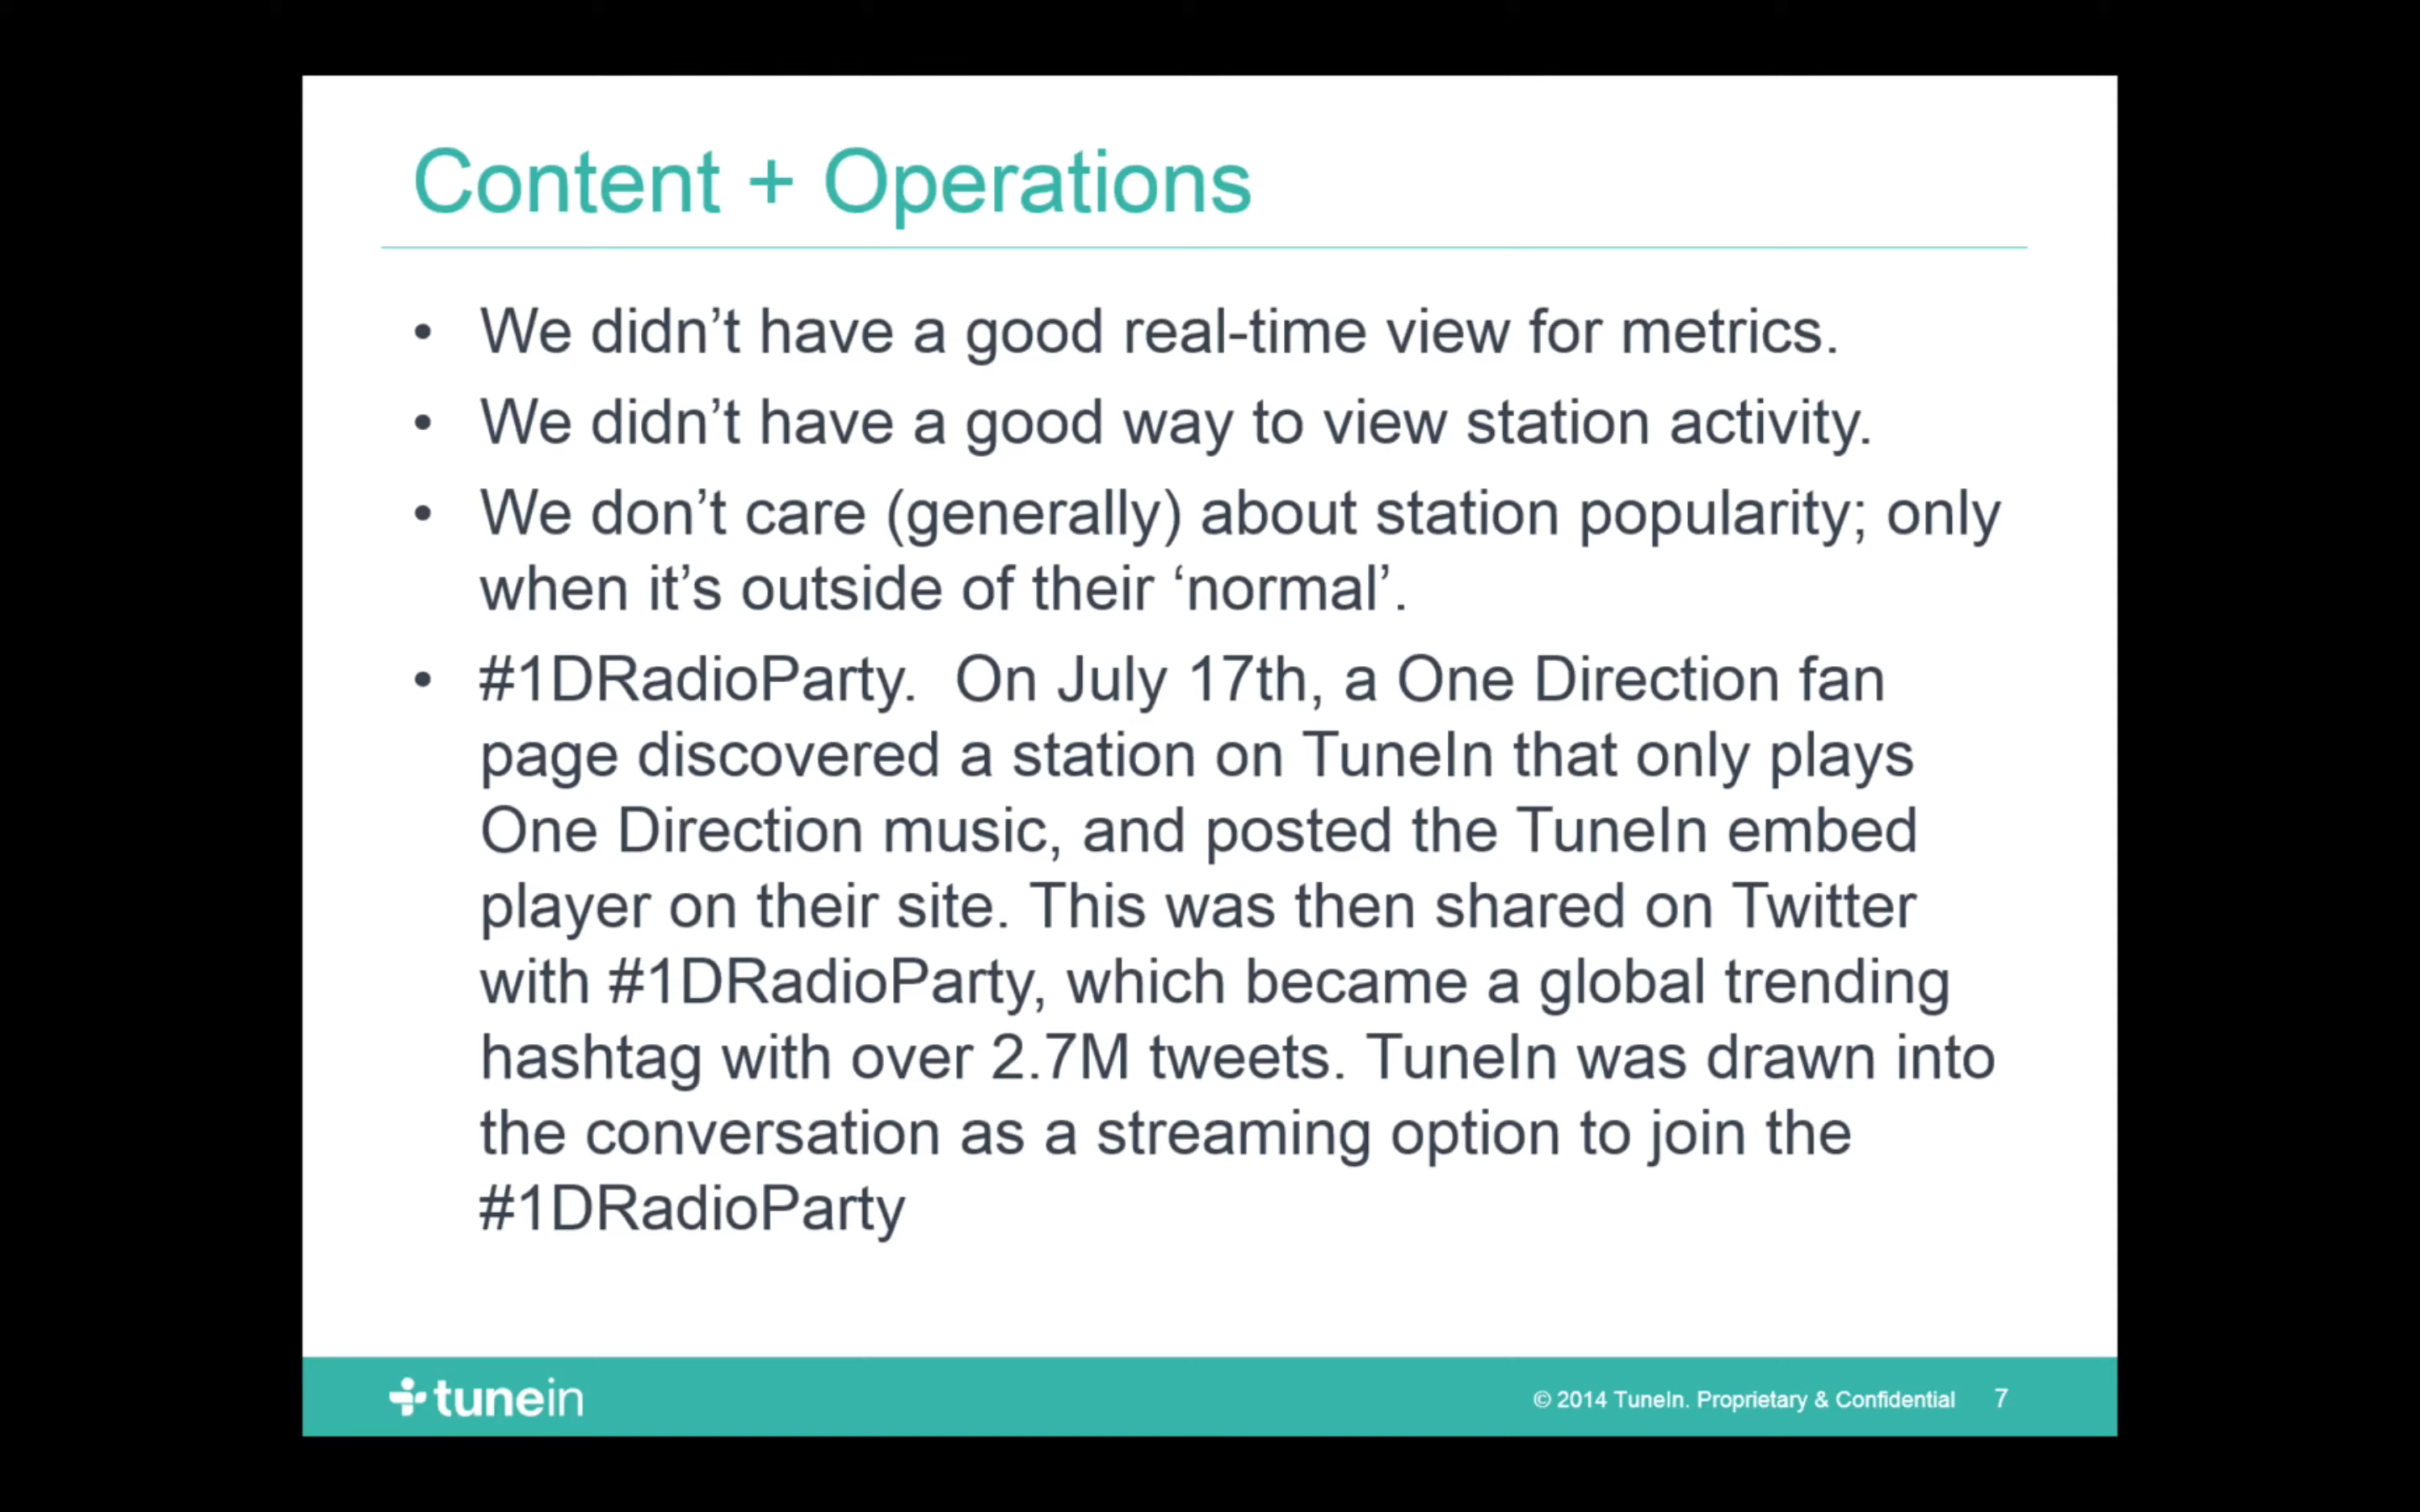 Content + Operations
• We didn’t have a good real-time view for metrics.
• We didn’t have a good way to view station activity.
• We don’t care (generally) about station popularity; only
when it’s outside of their ‘normal’.
• #1DRadioParty.  On July 17th, a One Direction fan
page discovered a station on TuneIn that only plays
One Direction music, and posted the TuneIn embed
player on their site. This was then shared on Twitter
with #1DRadioParty, which became a global trending
hashtag with over 2.7M tweets. TuneIn was drawn into
the conversation as a streaming option to join the
#1DRadioParty
tunein
© 2014 TuneIn. Proprietary & Confidential 7